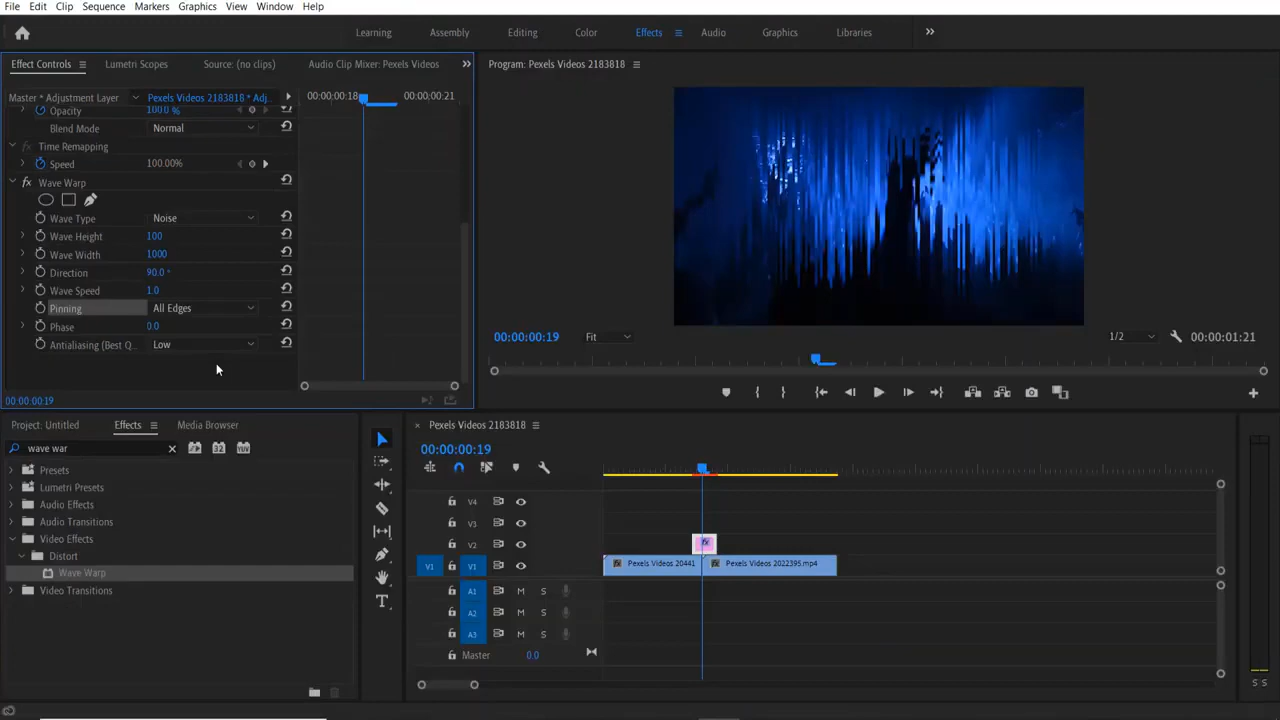 File Edit Clip Sequence Markers Graphics View Window Help
Learning Assembly Editing Color Effects Audio Graphics Libraries
Effect Controls Lumetri Scopes Source: (no clips) Audio Clip Mixer: Pexels Videos
Program: Pexels Videos 2183818
Master * Adjustment Layer Pexels Videos 2183818 * Adj...
00:00:00:18 00:00:00:21
Opacity 100.0 %
Blend Mode Normal
Time Remapping
Speed 100.00%
fx Wave Warp
Wave Type Noise
Wave Height 100
Wave Width 1000
Direction 90.0 °
Wave Speed 1.0
Pinning All Edges
Phase 0.0
Antialiasing (Best Q... Low
00:00:00:19
00:00:00:19 Fit 1/2 00:00:01:21
Project: Untitled Effects Media Browser
wave war
Presets
Lumetri Presets
Audio Effects
Audio Transitions
Video Effects
Distort
Wave Warp
Video Transitions
× Pexels Videos 2183818
00:00:00:19
V4
V3
V2 fx
V1 V1 fx Pexels Videos 20441 fx Pexels Videos 2022395.mp4
A1 M S
A2 M S
A3 M S
Master 0.0
S S